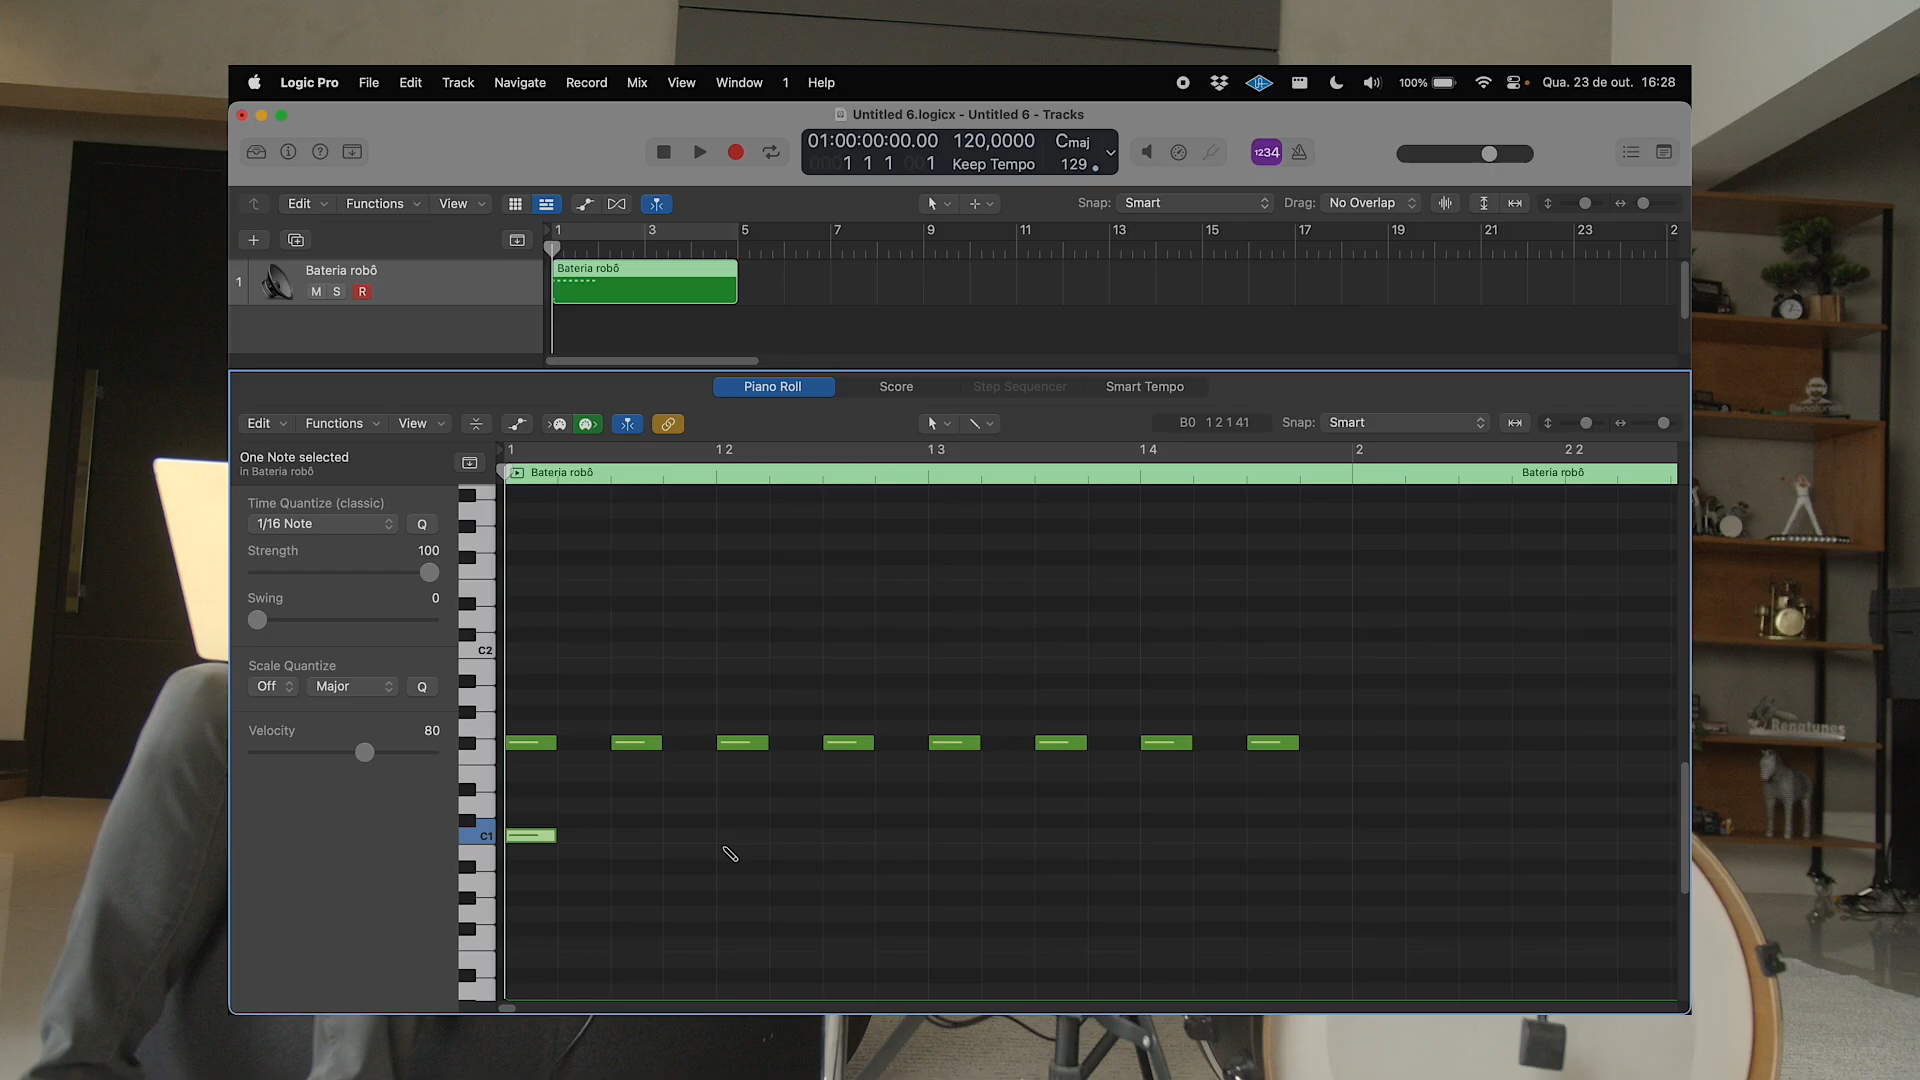 Logic Pro File Edit Track Navigate Record Mix View Window 1 Help
100% Qua. 23 de out. 16:28
Untitled 6.logicx - Untitled 6 - Tracks
01:00:00:00.00 120,0000 Cmaj
1 1 1 1 Keep Tempo 129
1234
Edit Functions View Snap: Smart Drag: No Overlap
1 3 5 7 9 11 13 15 17 19 21 23 2
1 Bateria robô
M S R
Bateria robô
Piano Roll Score Step Sequencer Smart Tempo
Edit Functions View B0 1 2 1 41 Snap: Smart
1 1 2 1 3 1 4 2 2 2
One Note selected
in Bateria robô
Bateria robô Bateria robô
Time Quantize (classic)
1/16 Note Q
Strength 100
Swing 0
C2
Scale Quantize
Off Major Q
Velocity 80
C1
Renatunes